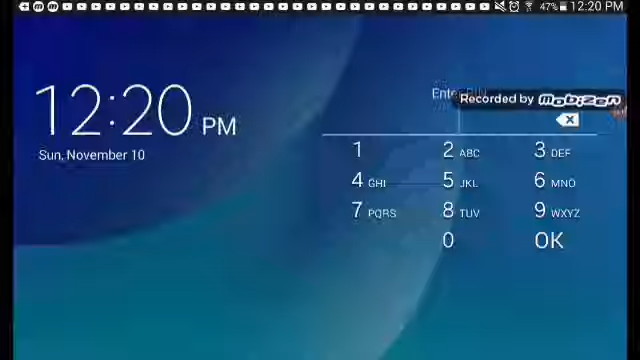 47% 12:20 PM
12:20 PM
Sun, November 10
Enter PIN
Recorded by MOBIZEN
1 2 ABC 3 DEF
4 GHI 5 JKL 6 MNO
7 PQRS 8 TUV 9 WXYZ
0 OK